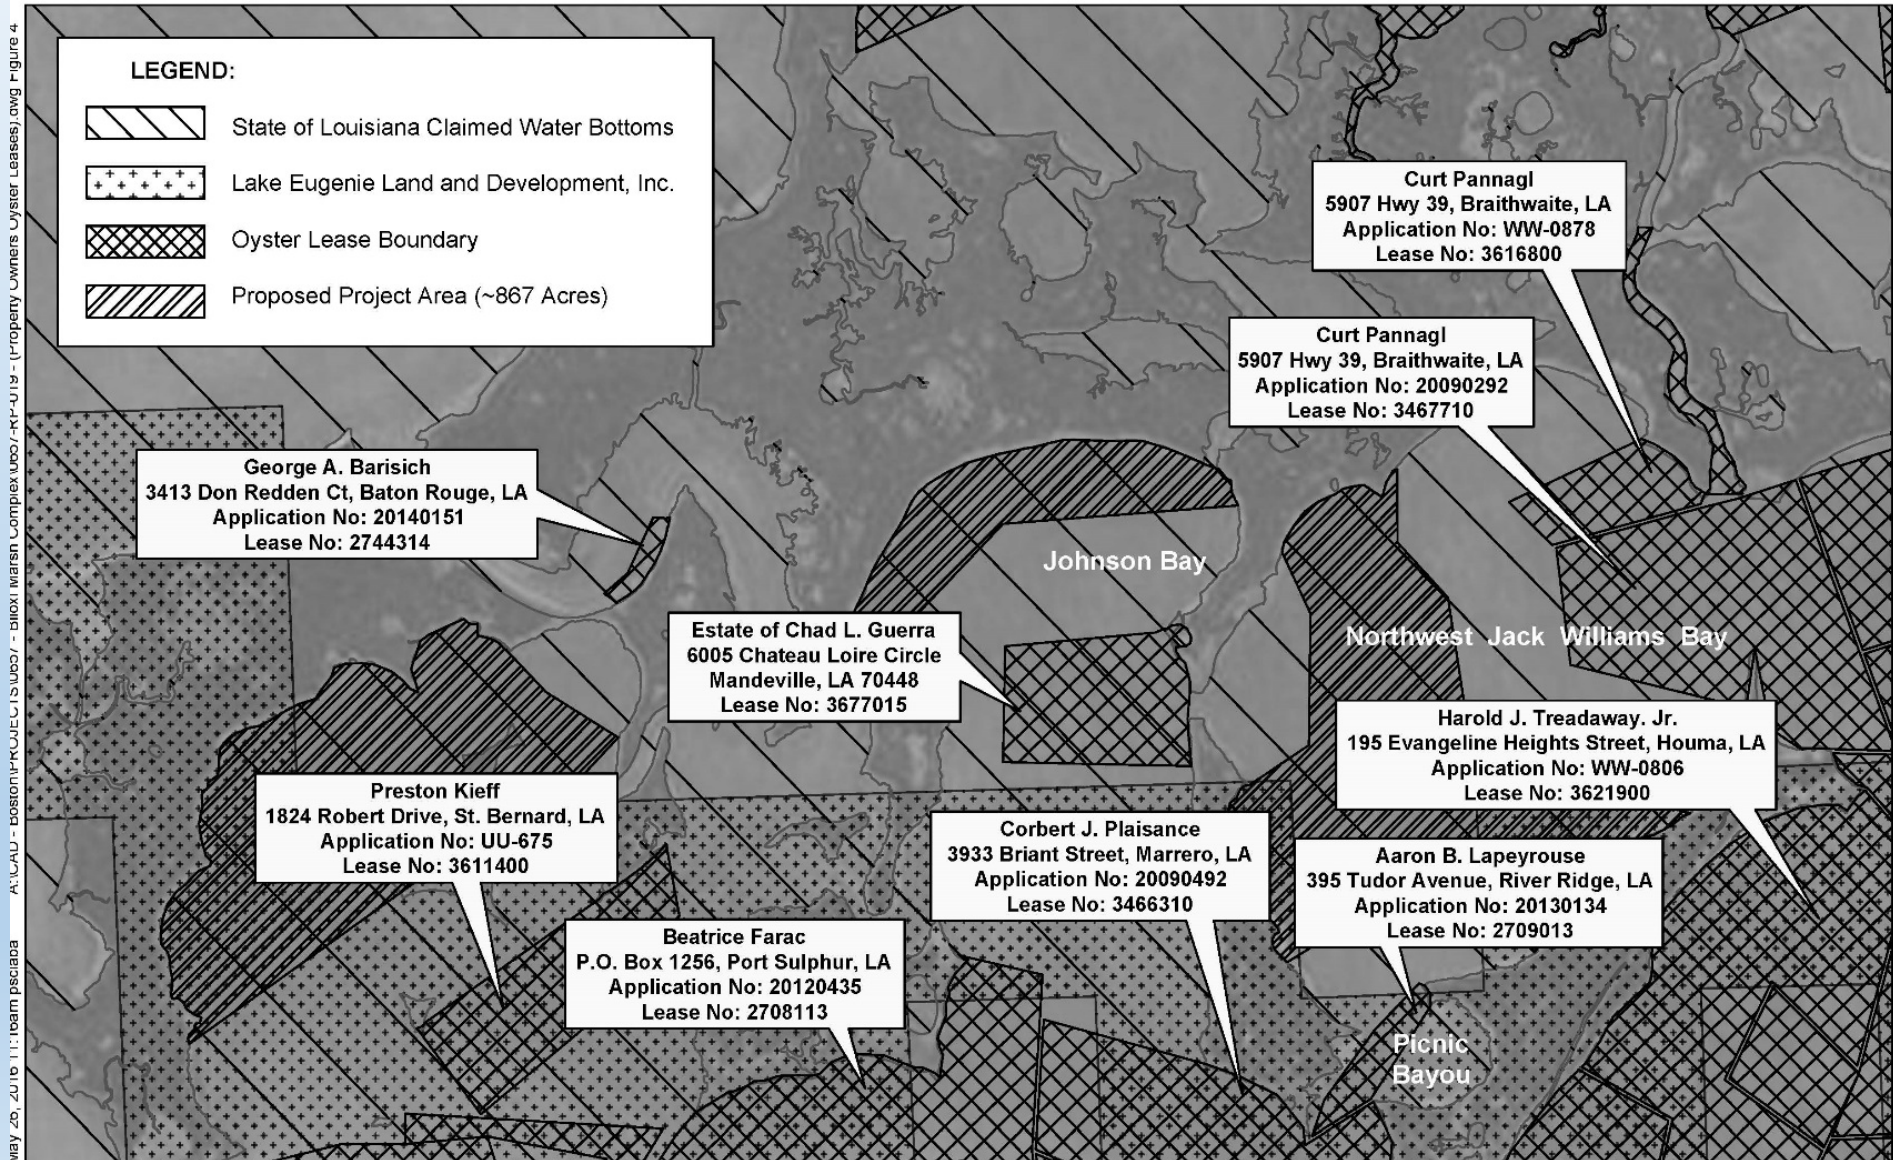 LEGEND:
State of Louisiana Claimed Water Bottoms
Lake Eugenie Land and Development, Inc.
Oyster Lease Boundary
Proposed Project Area (~867 Acres)
Curt Pannagl
5907 Hwy 39, Braithwaite, LA
Application No: WW-0878
Lease No: 3616800
Curt Pannagl
5907 Hwy 39, Braithwaite, LA
Application No: 20090292
Lease No: 3467710
George A. Barisich
3413 Don Redden Ct, Baton Rouge, LA
Application No: 20140151
Lease No: 2744314
Johnson Bay
Estate of Chad L. Guerra
6005 Chateau Loire Circle
Mandeville, LA 70448
Lease No: 3677015
Northwest Jack Williams Bay
Harold J. Treadaway. Jr.
195 Evangeline Heights Street, Houma, LA
Application No: WW-0806
Lease No: 3621900
Preston Kieff
1824 Robert Drive, St. Bernard, LA
Application No: UU-675
Lease No: 3611400
Corbert J. Plaisance
3933 Briant Street, Marrero, LA
Application No: 20090492
Lease No: 3466310
Aaron B. Lapeyrouse
395 Tudor Avenue, River Ridge, LA
Application No: 20130134
Lease No: 2709013
Beatrice Farac
P.O. Box 1256, Port Sulphur, LA
Application No: 20120435
Lease No: 2708113
Picnic
Bayou